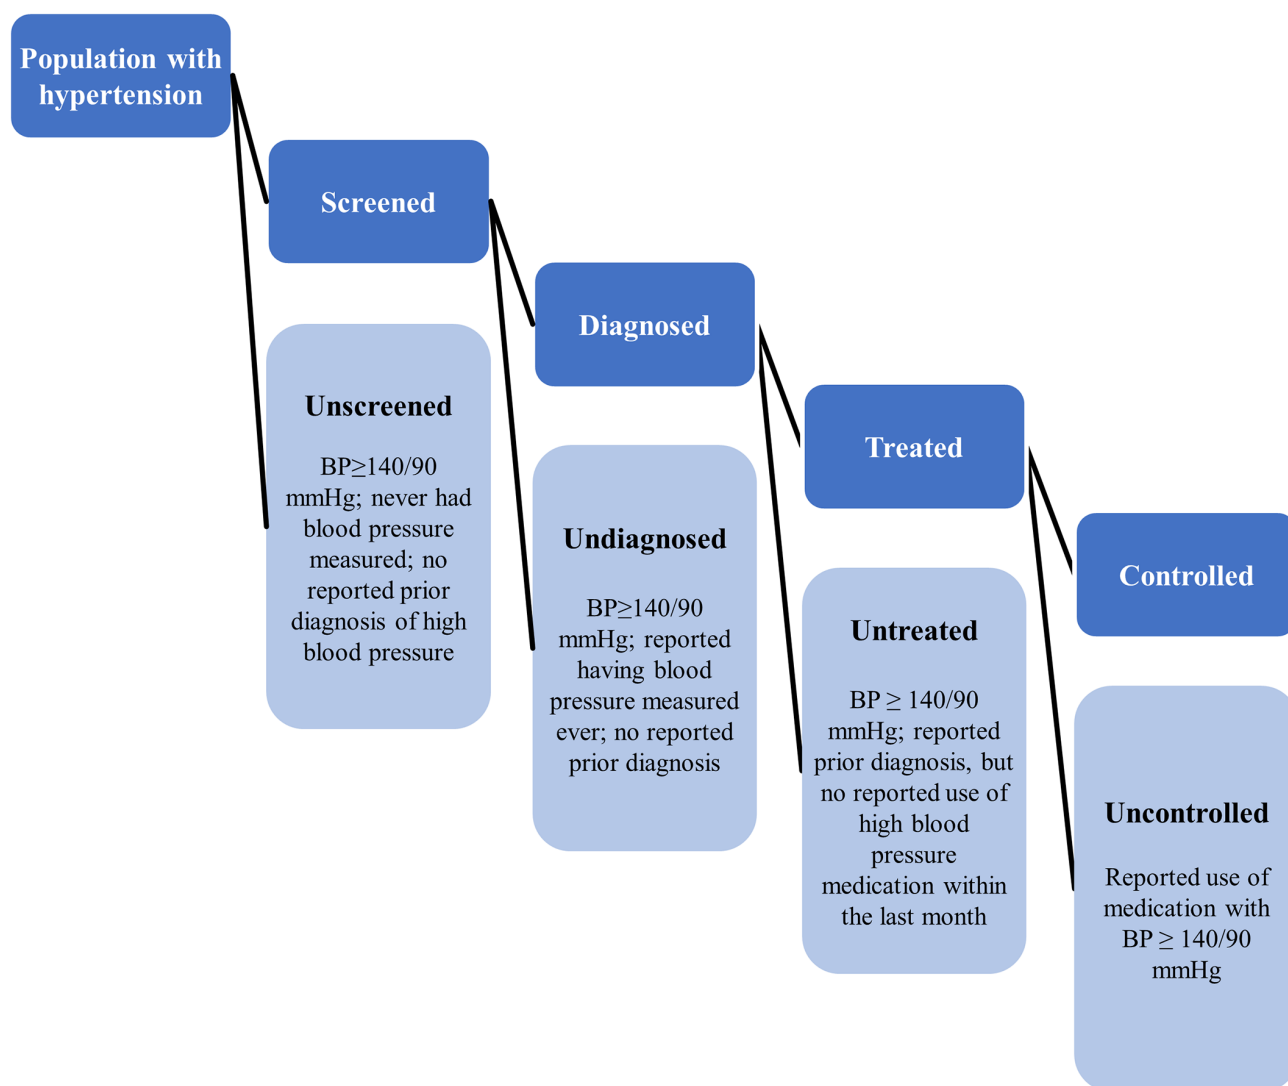 Population with
hypertension
Screened
Diagnosed
Treated
Controlled
Unscreened
BP≥140/90
mmHg; never had
blood pressure
measured; no
reported prior
diagnosis of high
blood pressure
Undiagnosed
BP≥140/90
mmHg; reported
having blood
pressure measured
ever; no reported
prior diagnosis
Untreated
BP ≥ 140/90
mmHg; reported
prior diagnosis, but
no reported use of
high blood
pressure
medication within
the last month
Uncontrolled
Reported use of
medication with
BP ≥ 140/90
mmHg